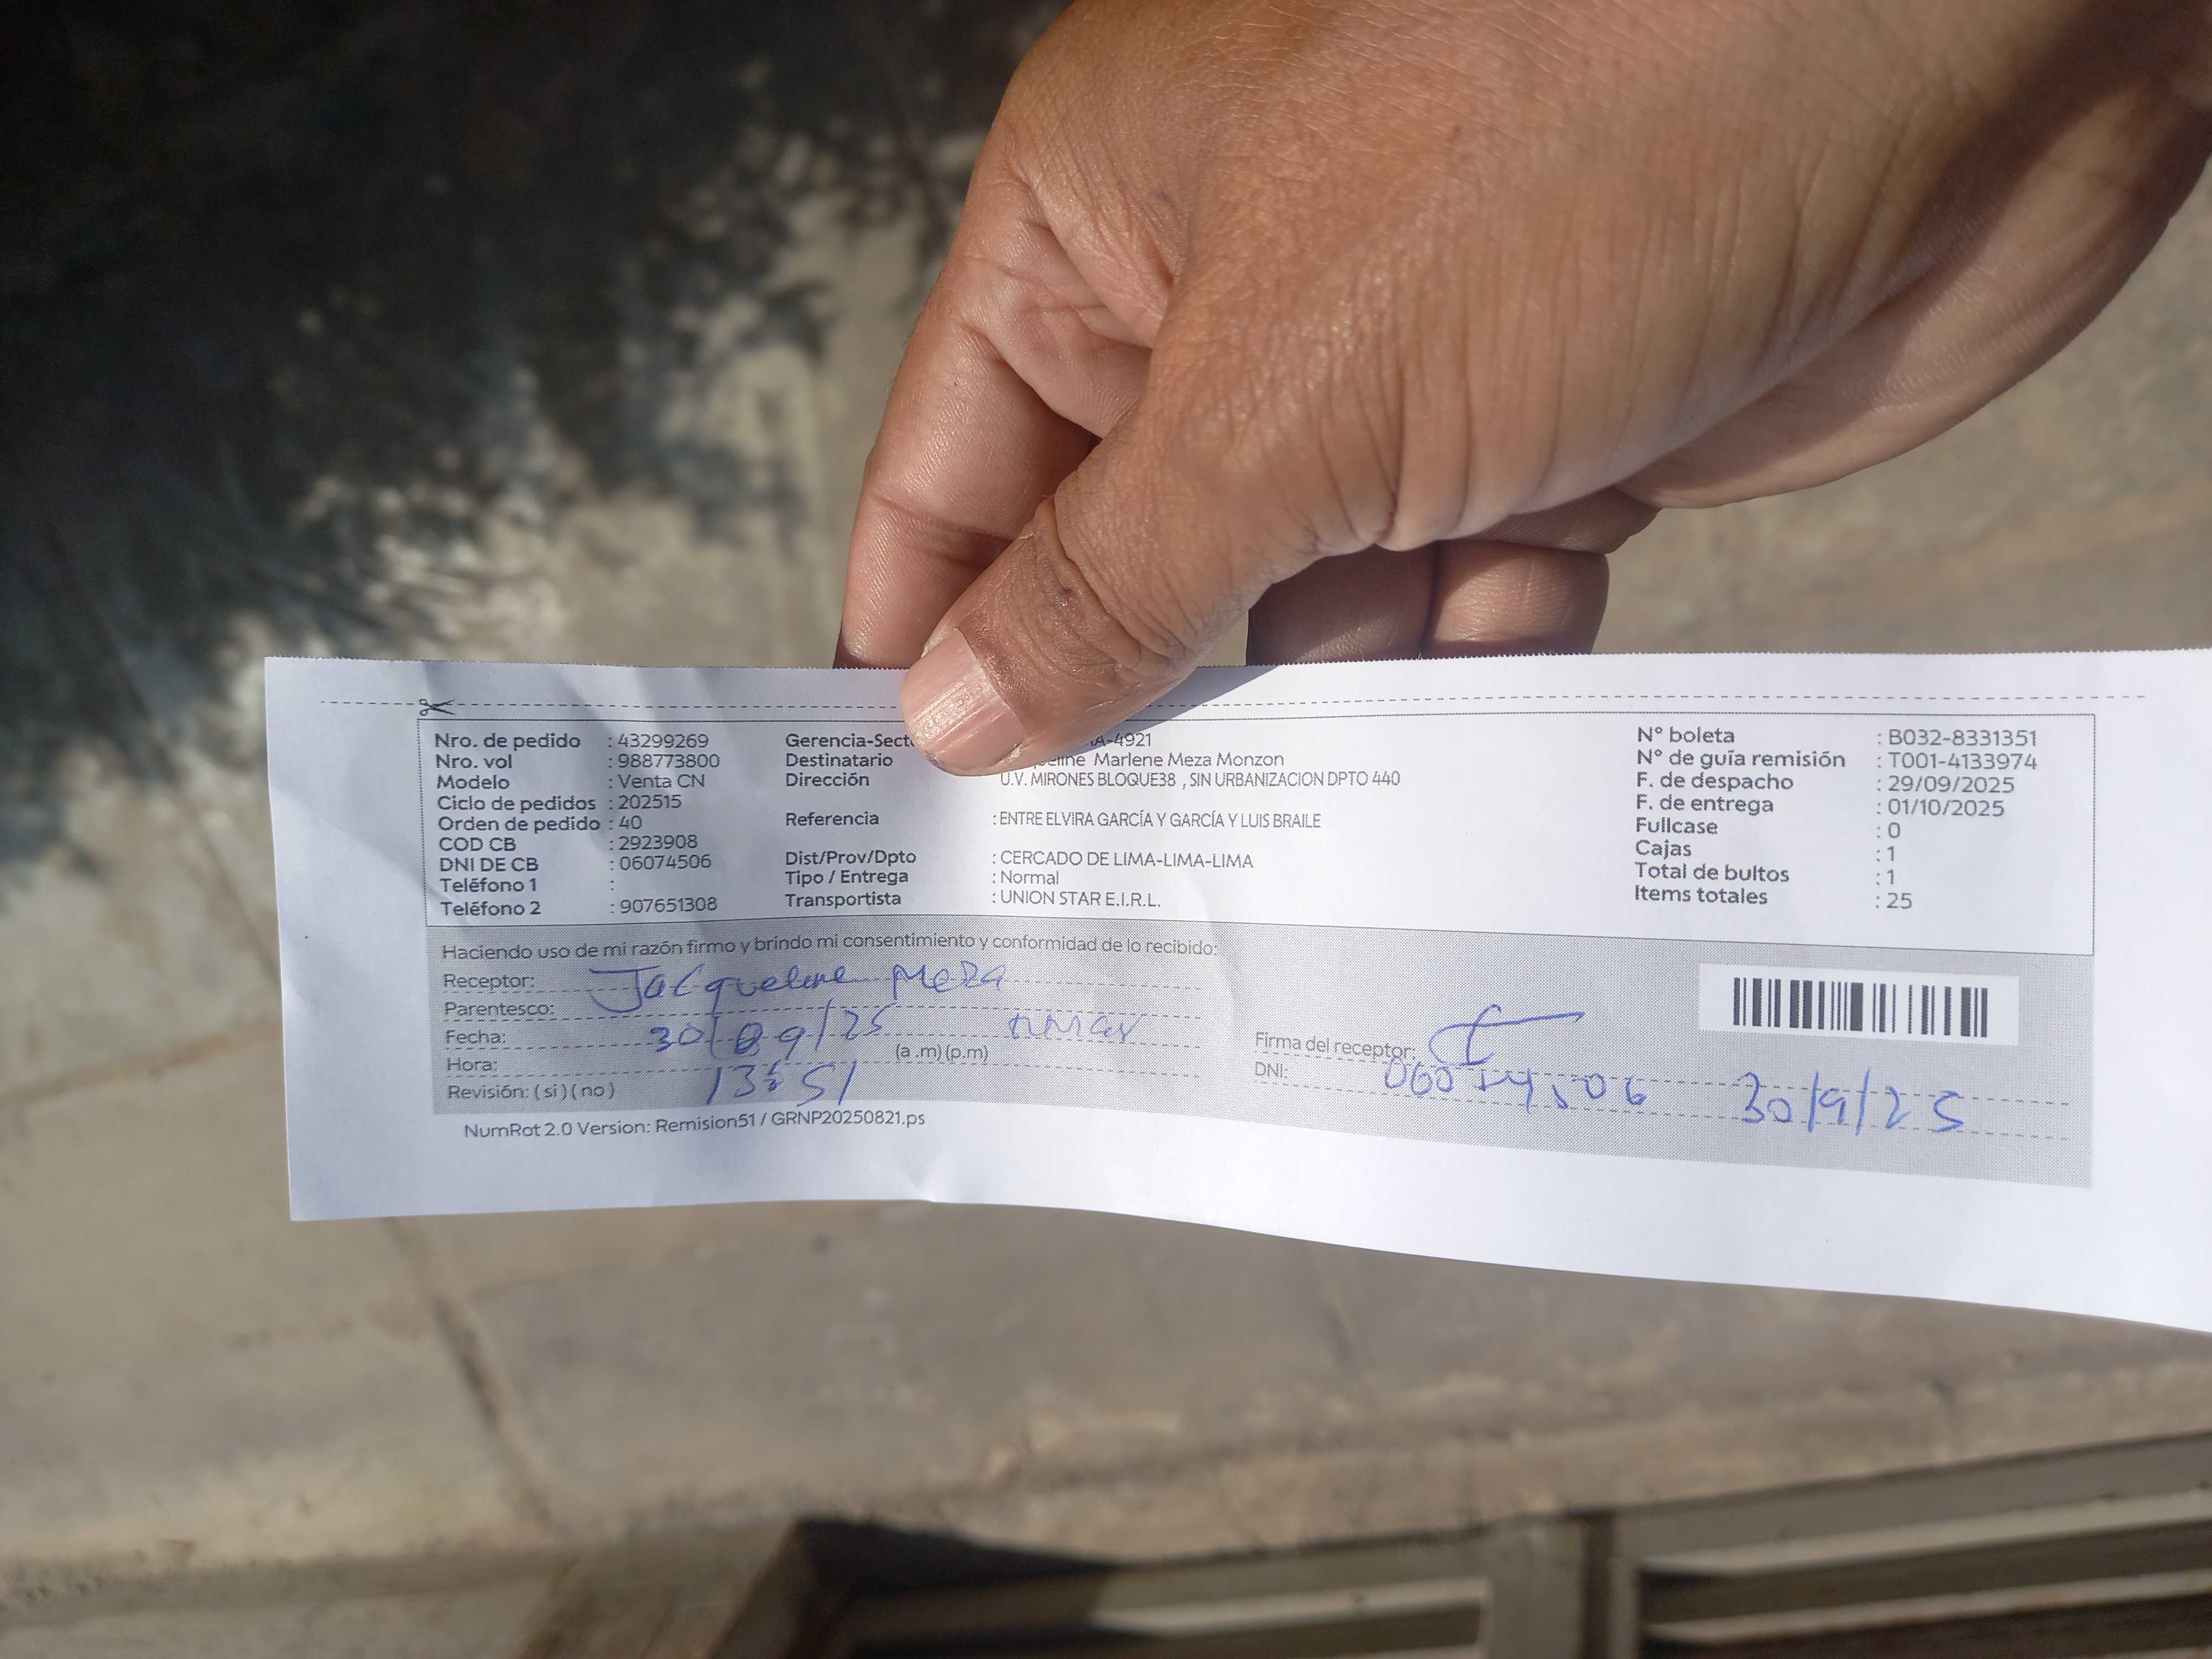 Nro. de pedido : 43299269
Nro. vol : 988773800
Modelo : Venta CN
Ciclo de pedidos : 202515
Orden de pedido : 40
COD CB : 2923908
DNI DE CB : 06074506
Teléfono 1 :
Teléfono 2 : 907651308
Gerencia-Sect A-4921
Destinatario eline Marlene Meza Monzon
Dirección U.V. MIRONES BLOQUE38 , SIN URBANIZACION DPTO 440
Referencia : ENTRE ELVIRA GARCÍA Y GARCÍA Y LUIS BRAILE
Dist/Prov/Dpto : CERCADO DE LIMA-LIMA-LIMA
Tipo / Entrega : Normal
Transportista : UNION STAR E.I.R.L.
N° boleta : B032-8331351
N° de guía remisión : T001-4133974
F. de despacho : 29/09/2025
F. de entrega : 01/10/2025
Fullcase : 0
Cajas : 1
Total de bultos : 1
Items totales : 25
Haciendo uso de mi razón firmo y brindo mi consentimiento y conformidad de lo recibido:
Receptor: Jacqueline Meza
Parentesco:
Fecha: 30/09/25
Hora: 13:51 (a .m) (p.m)
Revisión: ( si ) ( no )
Firma del receptor:
DNI: 06074506 30/9/25
NumRot 2.0 Version: Remision51 / GRNP20250821.ps